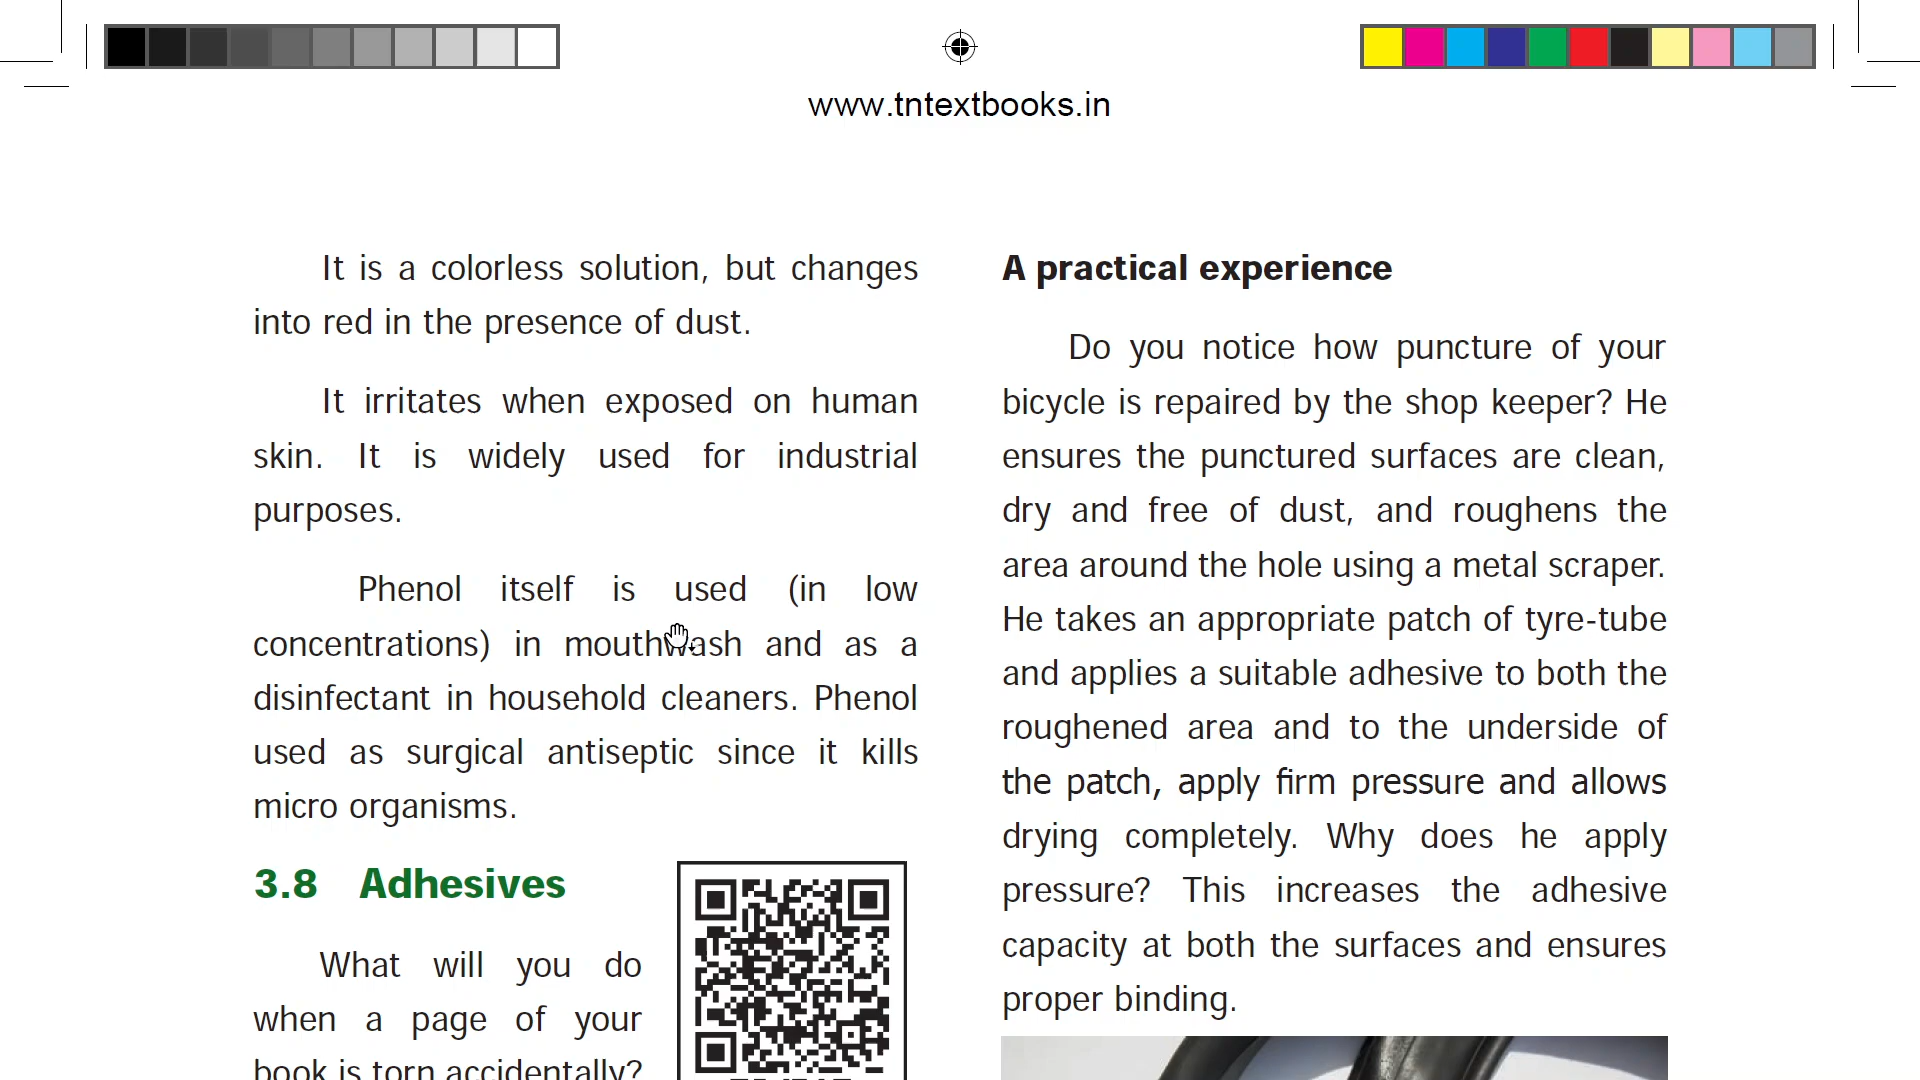 www.tntextbooks.in
It is a colorless solution, but changes
into red in the presence of dust.
It irritates when exposed on human
skin. It is widely used for industrial
purposes.
Phenol itself is used (in low
concentrations) in mouthwash and as a
disinfectant in household cleaners. Phenol
used as surgical antiseptic since it kills
micro organisms.
3.8 Adhesives
What will you do
when a page of your
book is torn accidentally?
A practical experience
Do you notice how puncture of your
bicycle is repaired by the shop keeper? He
ensures the punctured surfaces are clean,
dry and free of dust, and roughens the
area around the hole using a metal scraper.
He takes an appropriate patch of tyre-tube
and applies a suitable adhesive to both the
roughened area and to the underside of
the patch, apply firm pressure and allows
drying completely. Why does he apply
pressure? This increases the adhesive
capacity at both the surfaces and ensures
proper binding.